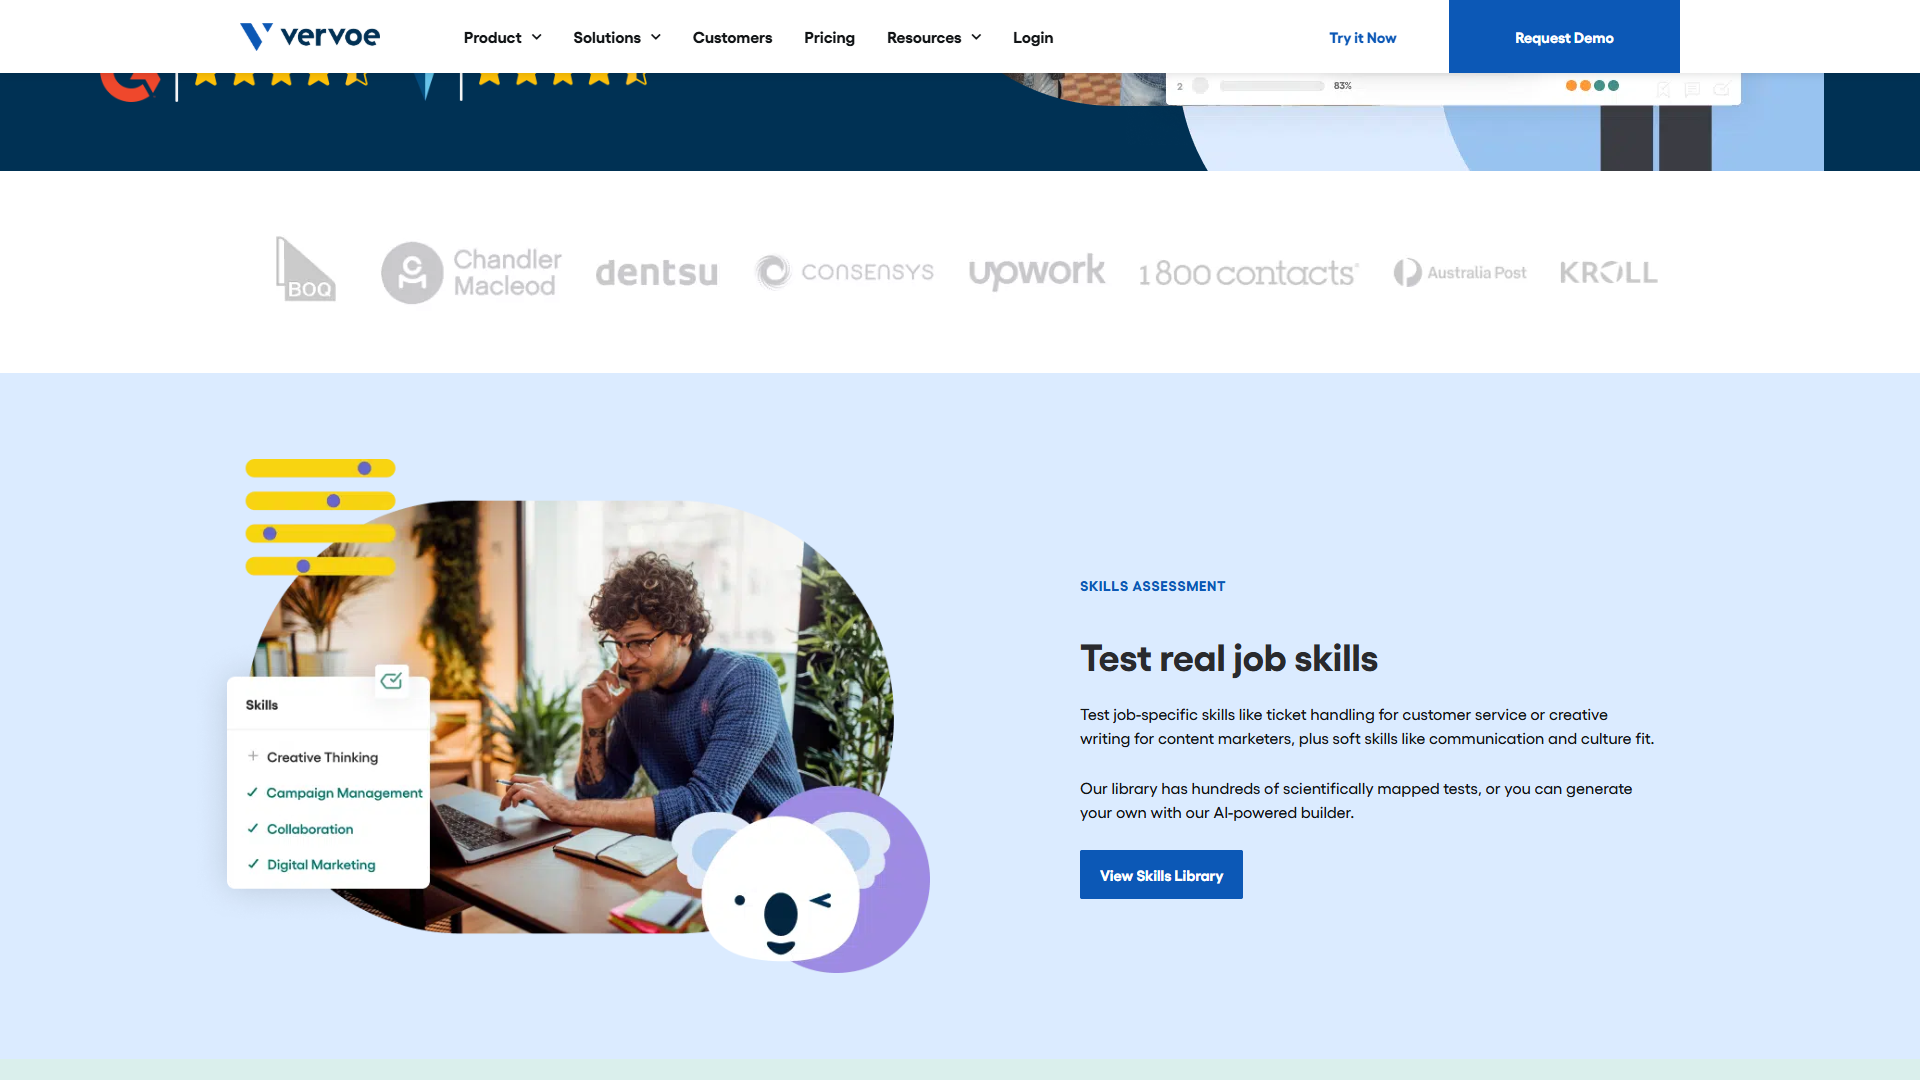 vervoe
Product
Solutions
Customers
Pricing
Resources
Login
Try it Now
Request Demo
2
83%
BOQ
Chandler
Macleod
dentsu
CONSENSYS
upwork
1800 contacts
Australia Post
KROLL
Skills
Creative Thinking
Campaign Management
Collaboration
Digital Marketing
SKILLS ASSESSMENT
Test real job skills
Test job-specific skills like ticket handling for customer service or creative
writing for content marketers, plus soft skills like communication and culture fit.
Our library has hundreds of scientifically mapped tests, or you can generate
your own with our AI-powered builder.
View Skills Library